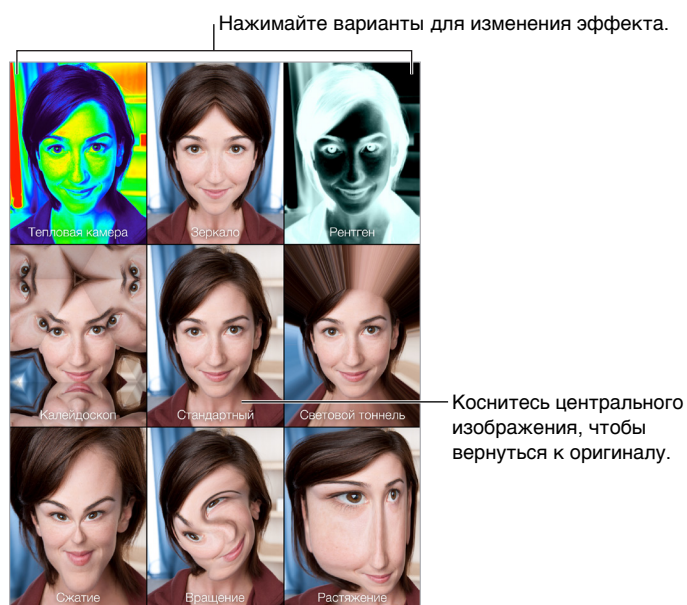 Нажимайте варианты для изменения эффекта.
Тепловая камера
Зеркало
Рентген
Калейдоскоп
Стандартный
Световой тоннель
Коснитесь центрального
изображения, чтобы
вернуться к оригиналу.
Сжатие
Вращение
Растяжение